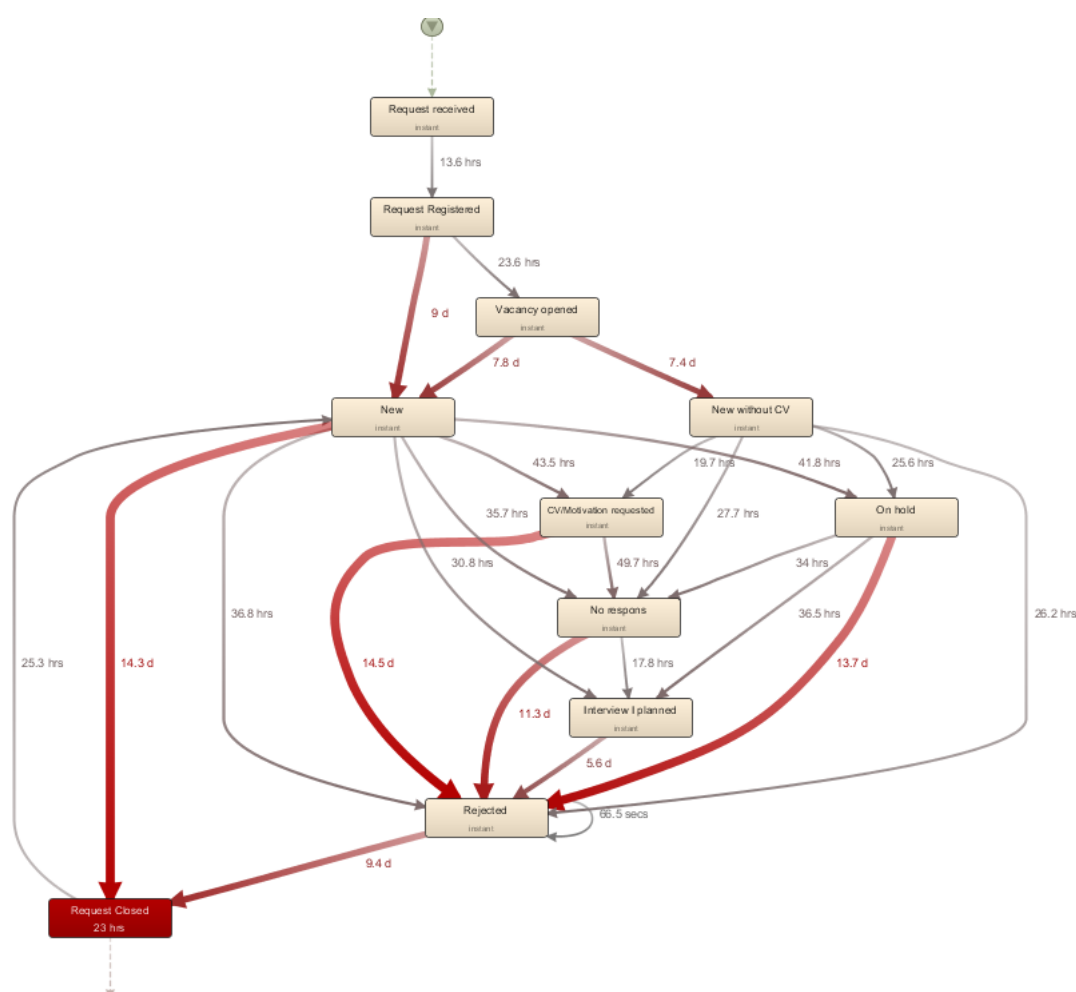 Request received
instant
13.6 hrs
Request Registered
instant
23.6 hrs
9 d
Vacancy opened
instant
7.8 d
7.4 d
New
instant
New without CV
instant
43.5 hrs
19.7 hrs
41.8 hrs
25.6 hrs
CV/Motivation requested
instant
On hold
instant
35.7 hrs
27.7 hrs
30.8 hrs
49.7 hrs
34 hrs
No respons
instant
36.8 hrs
36.5 hrs
26.2 hrs
25.3 hrs
14.3 d
14.5 d
17.8 hrs
13.7 d
Interview I planned
instant
11.3 d
5.6 d
Rejected
instant
66.5 secs
9.4 d
Request Closed
23 hrs